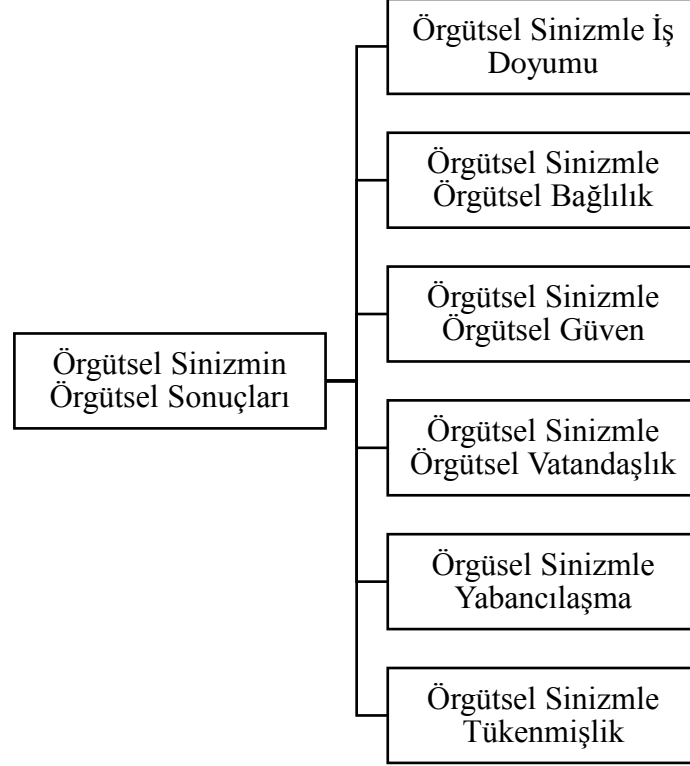 Örgütsel Sinizmle İş
Doyumu
Örgütsel Sinizmle
Örgütsel Bağlılık
Örgütsel Sinizmle
Örgütsel Güven
Örgütsel Sinizmin
Örgütsel Sonuçları
Örgütsel Sinizmle
Örgütsel Vatandaşlık
Örgüsel Sinizmle
Yabancılaşma
Örgütsel Sinizmle
Tükenmişlik